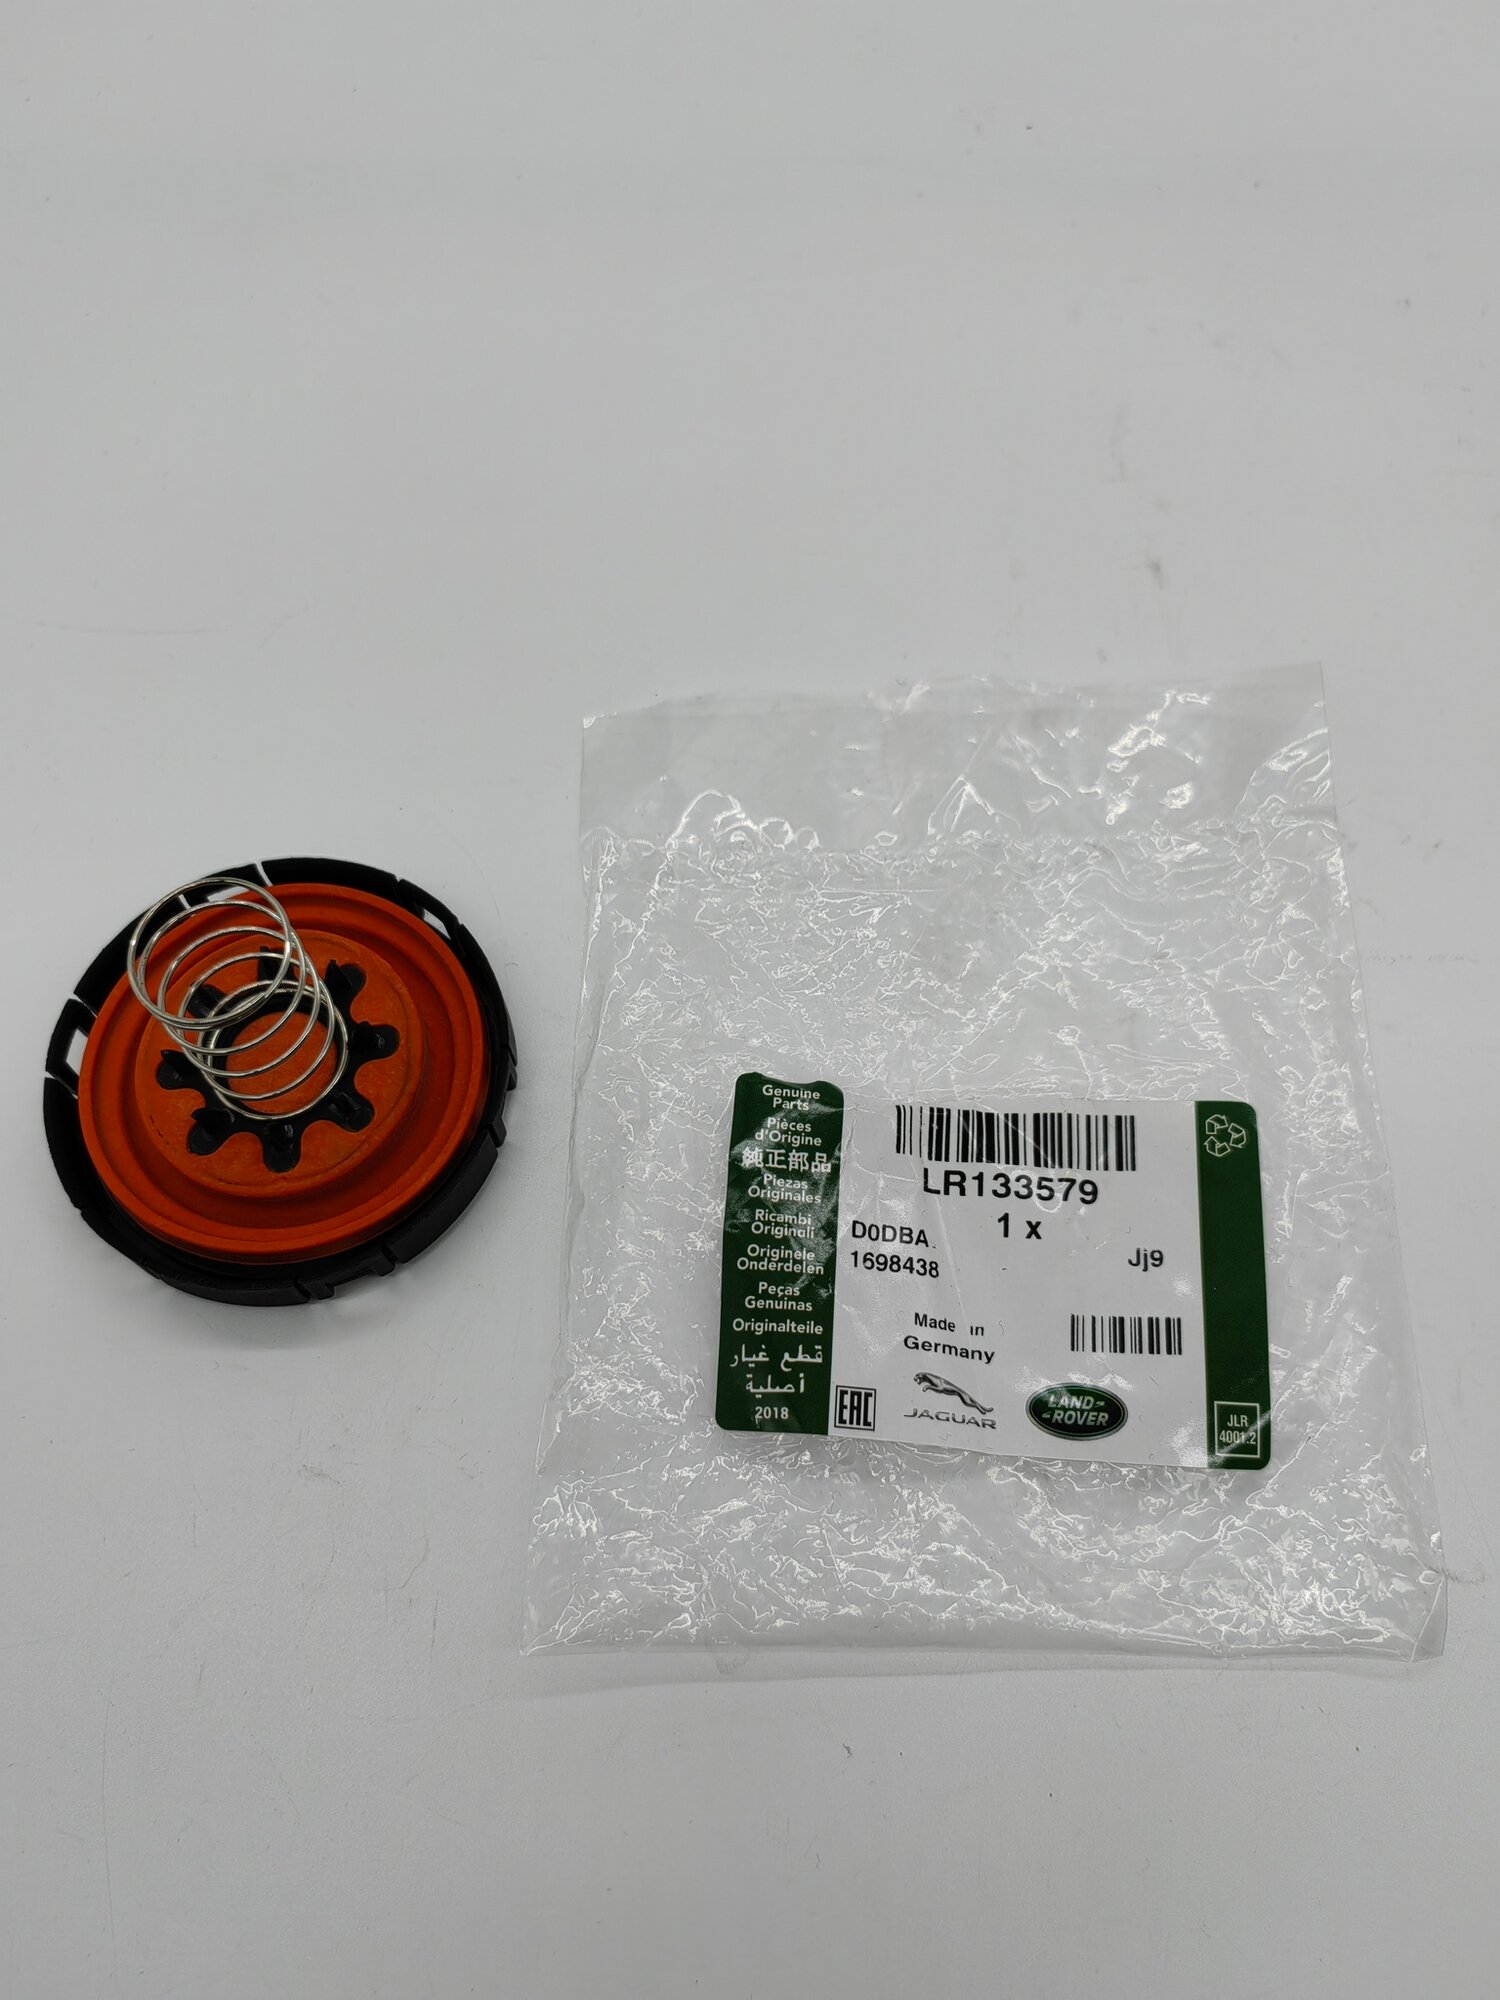 Genuine
Parts
Pièces
d'Origine
純正部品
Piezas
Originales
Ricambi
Originali
Originele
Onderdelen
Peças
Genuinas
Originalteile
قطع غيار
أصلية
2018
LR133579
1 x
D0DBA
1698438
Jj9
Made in
Germany
EAC
JAGUAR
LAND-
-ROVER
JLR
4001.2